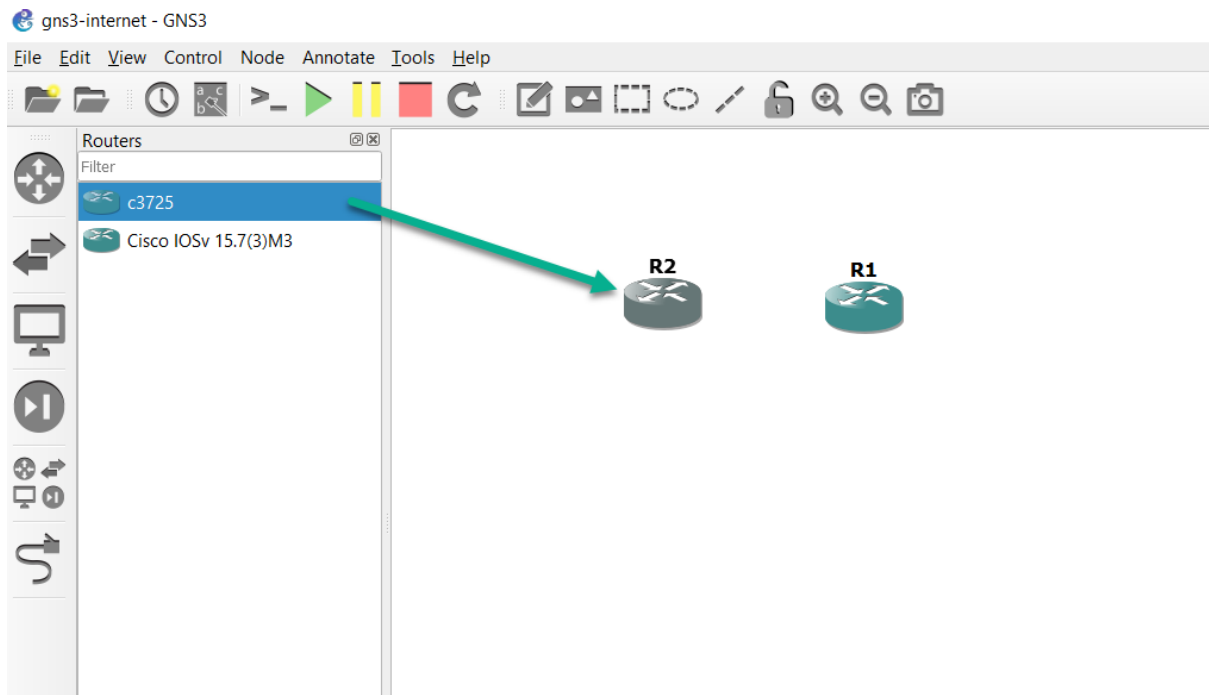 gns3-internet - GNS3
File Edit View Control Node Annotate Tools Help
a c
b
>_
Routers
Filter
c3725
Cisco IOSv 15.7(3)M3
R2
R1